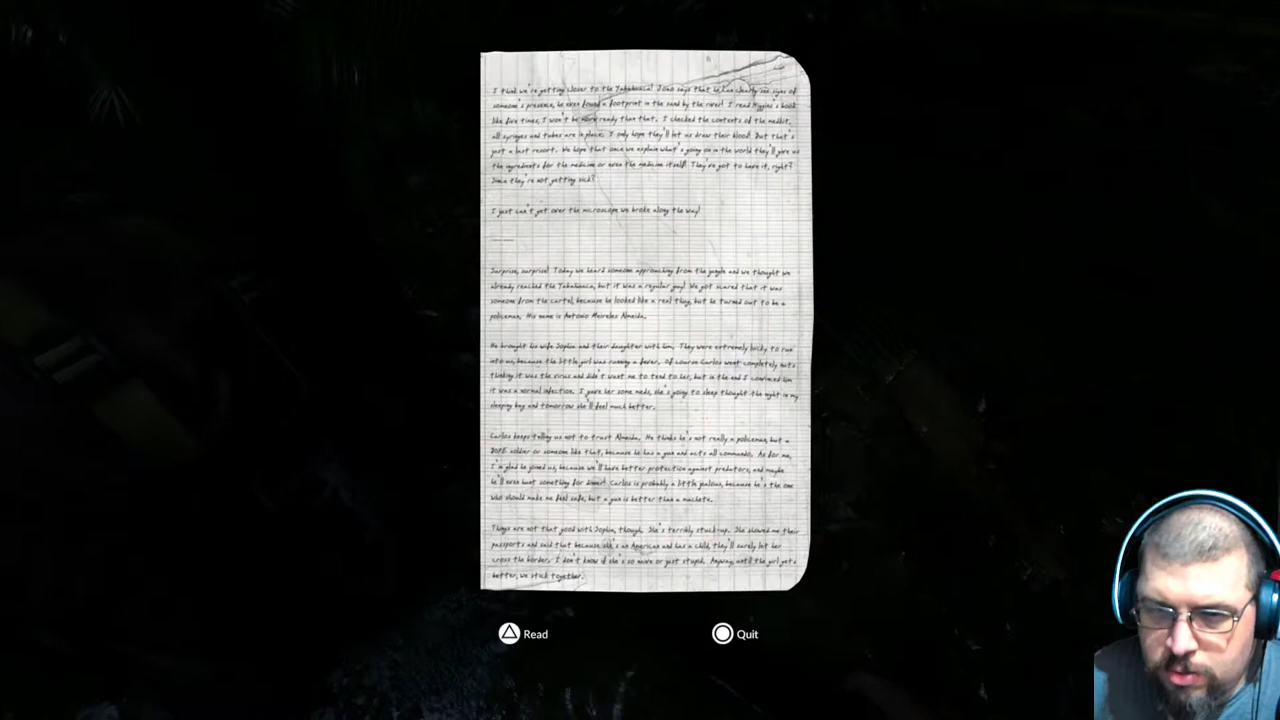 I think we're getting closer to the Yabahuaca! João says that he can clearly see signs of
someone's presence, he even found a footprint in the sand by the river! I read Higgins's book
like five times, I won't be more ready than that. I checked the contents of the medkit,
all syringes and tubes are in place. I only hope they'll let us draw their blood! But that's
just a last resort. We hope that once we explain what's going on in the world they'll give us
the ingredients for the medicine or even the medicine itself! They've got to have it, right?
Since they're not getting sick?
I just can't get over the microscope we broke along the way!
Surprise, surprise! Today we heard someone approaching from the jungle and we thought we
already reached the Yabahuaca, but it was a regular guy! We got scared that it was
someone from the cartel, because he looked like a real thug, but he turned out to be a
policeman. His name is Antonio Meireles Almeida.
He brought his wife Sophia and their daughter with him. They were extremely lucky to run
into us, because the little girl was running a fever. Of course Carlos went completely nuts
thinking it was the virus and didn't want me to tend to her, but in the end I convinced him
it was a normal infection. I gave her some meds, she's going to sleep thought the night in my
sleeping bag and tomorrow she'll feel much better.
Carlos keeps telling us not to trust Almeida. He thinks he's not really a policeman, but a
BOPE soldier or someone like that, because he has a gun and acts all commando. As for me,
I'm glad he joined us, because we'll have better protection against predators, and maybe
he'll even hunt something for dinner! Carlos is probably a little jealous, because he's the one
who should make me feel safe, but a gun is better than a machete.
Things are not that good with Sophia, though. She's terribly stuck-up. She showed me their
passports and said that because she's an American and has a child, they'll surely let her
cross the border. I don't know if she's so naive or just stupid. Anyway, until the girl gets
better, we stick together.
Read
Quit